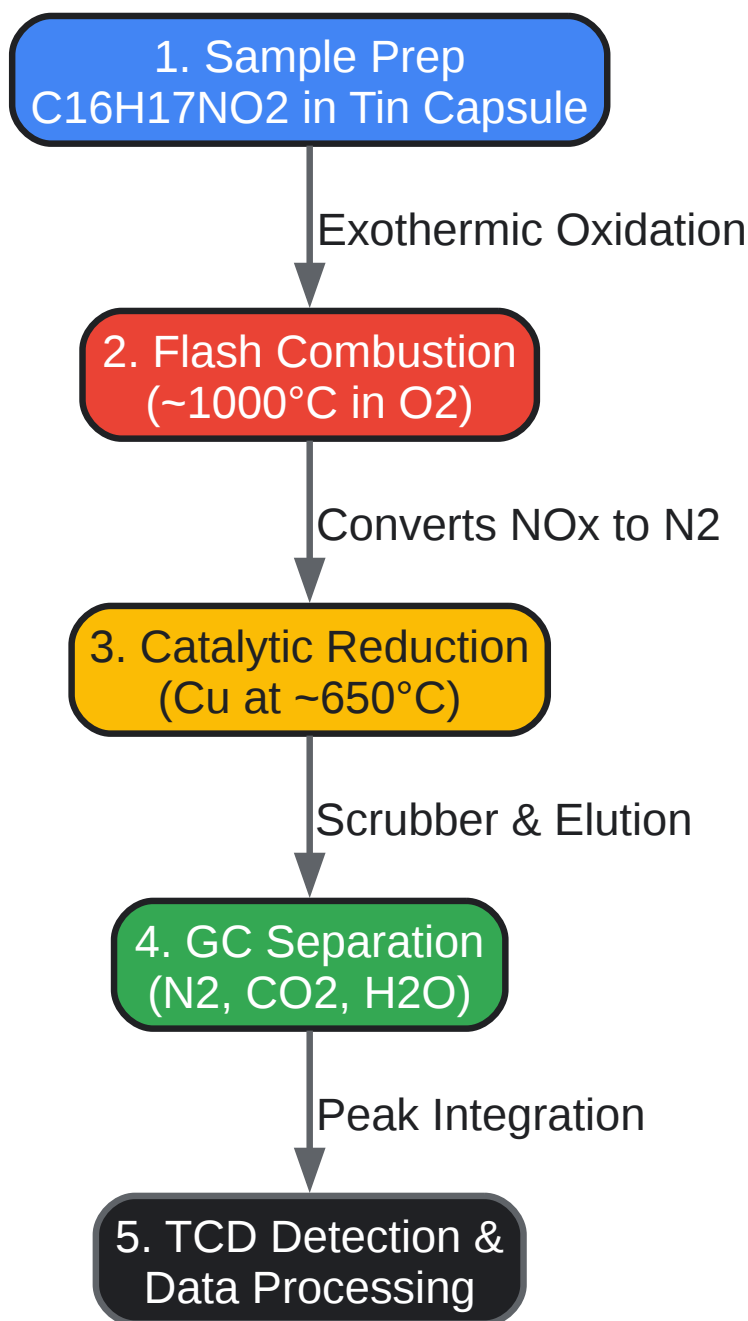 1. Sample Prep
C16H17NO2 in Tin Capsule
Exothermic Oxidation
2. Flash Combustion
(~1000°C in O2)
Converts NOx to N2
3. Catalytic Reduction
(Cu at ~650°C)
Scrubber & Elution
4. GC Separation
(N2, CO2, H2O)
Peak Integration
5. TCD Detection &
Data Processing